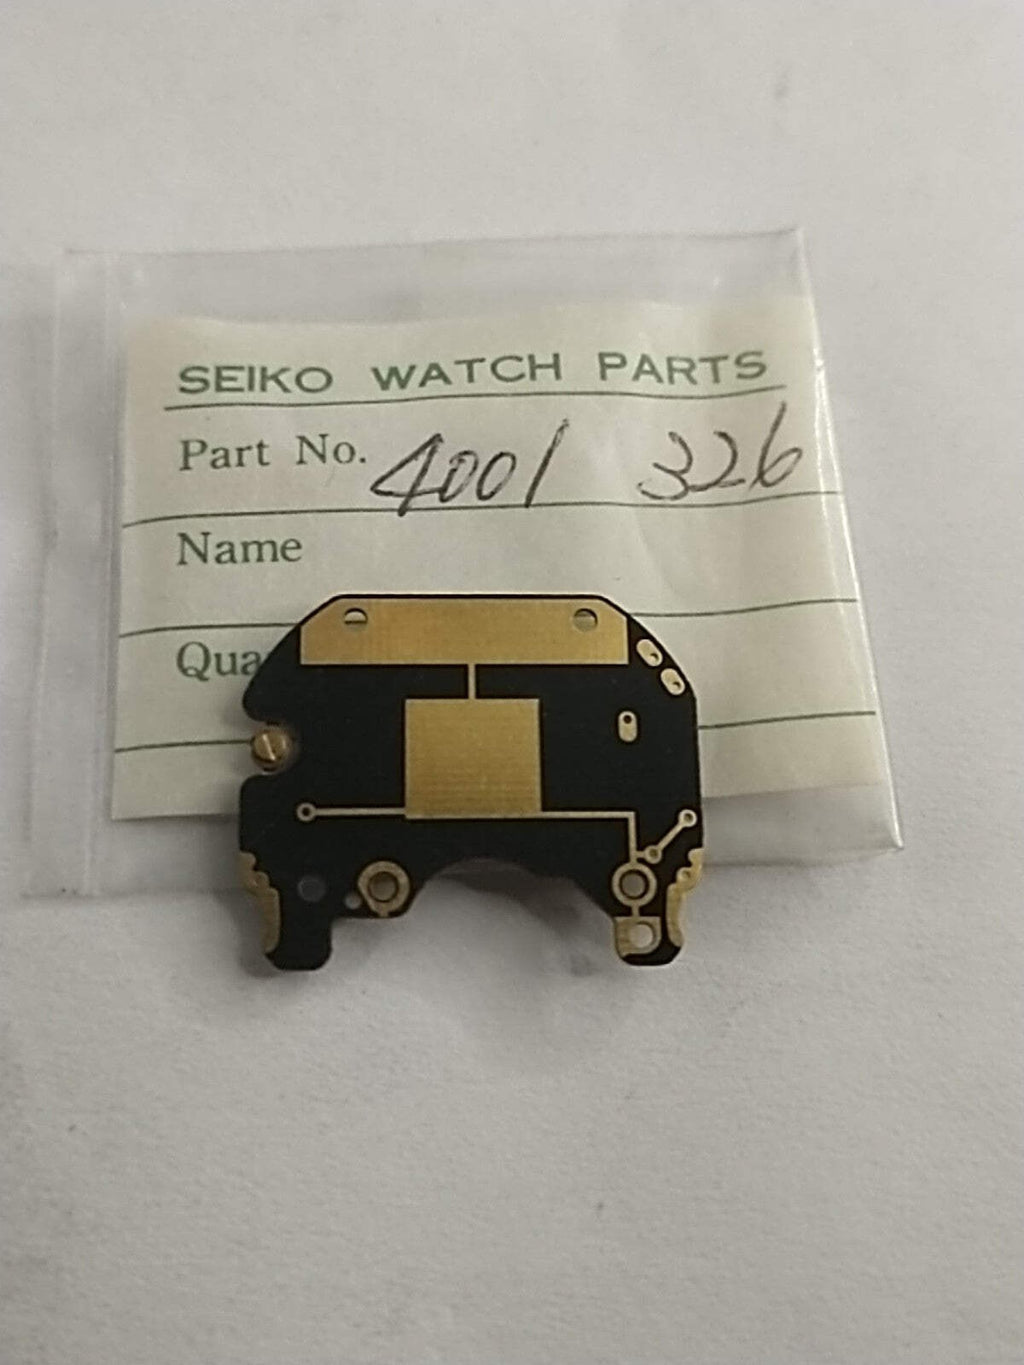 SEIKO WATCH PARTS
Part No. 4001 326
Name
Qua